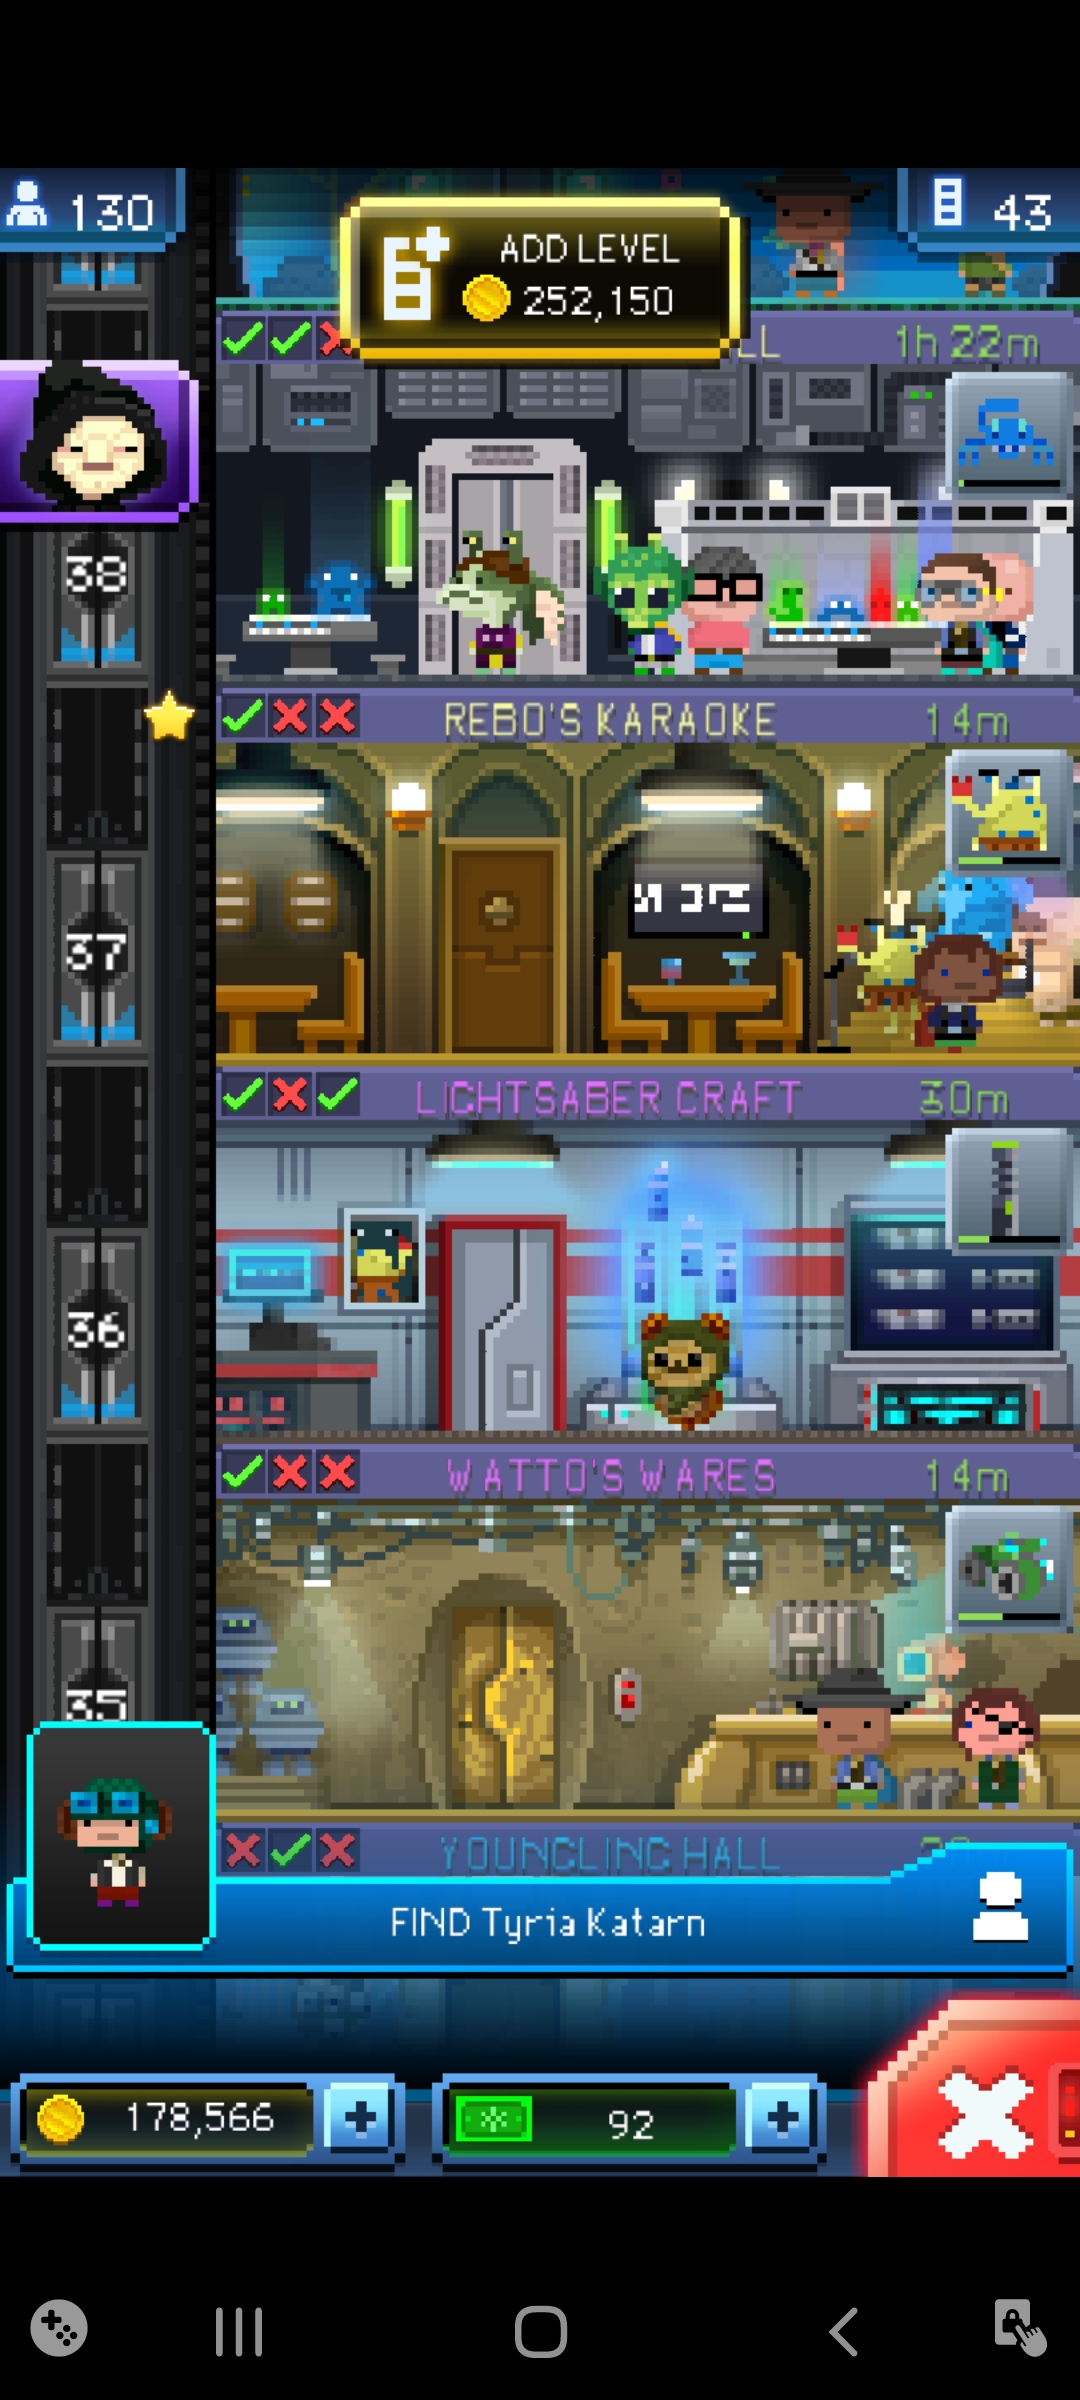 130
43
ADD LEVEL
252,150
LL
1h 22m
38
REBO'S KARAOKE
14m
37
LIGHTSABER CRAFT
30m
36
WATTO'S WARES
14m
35
YOUNGLING HALL
FIND Tyria Katarn
178,566
92